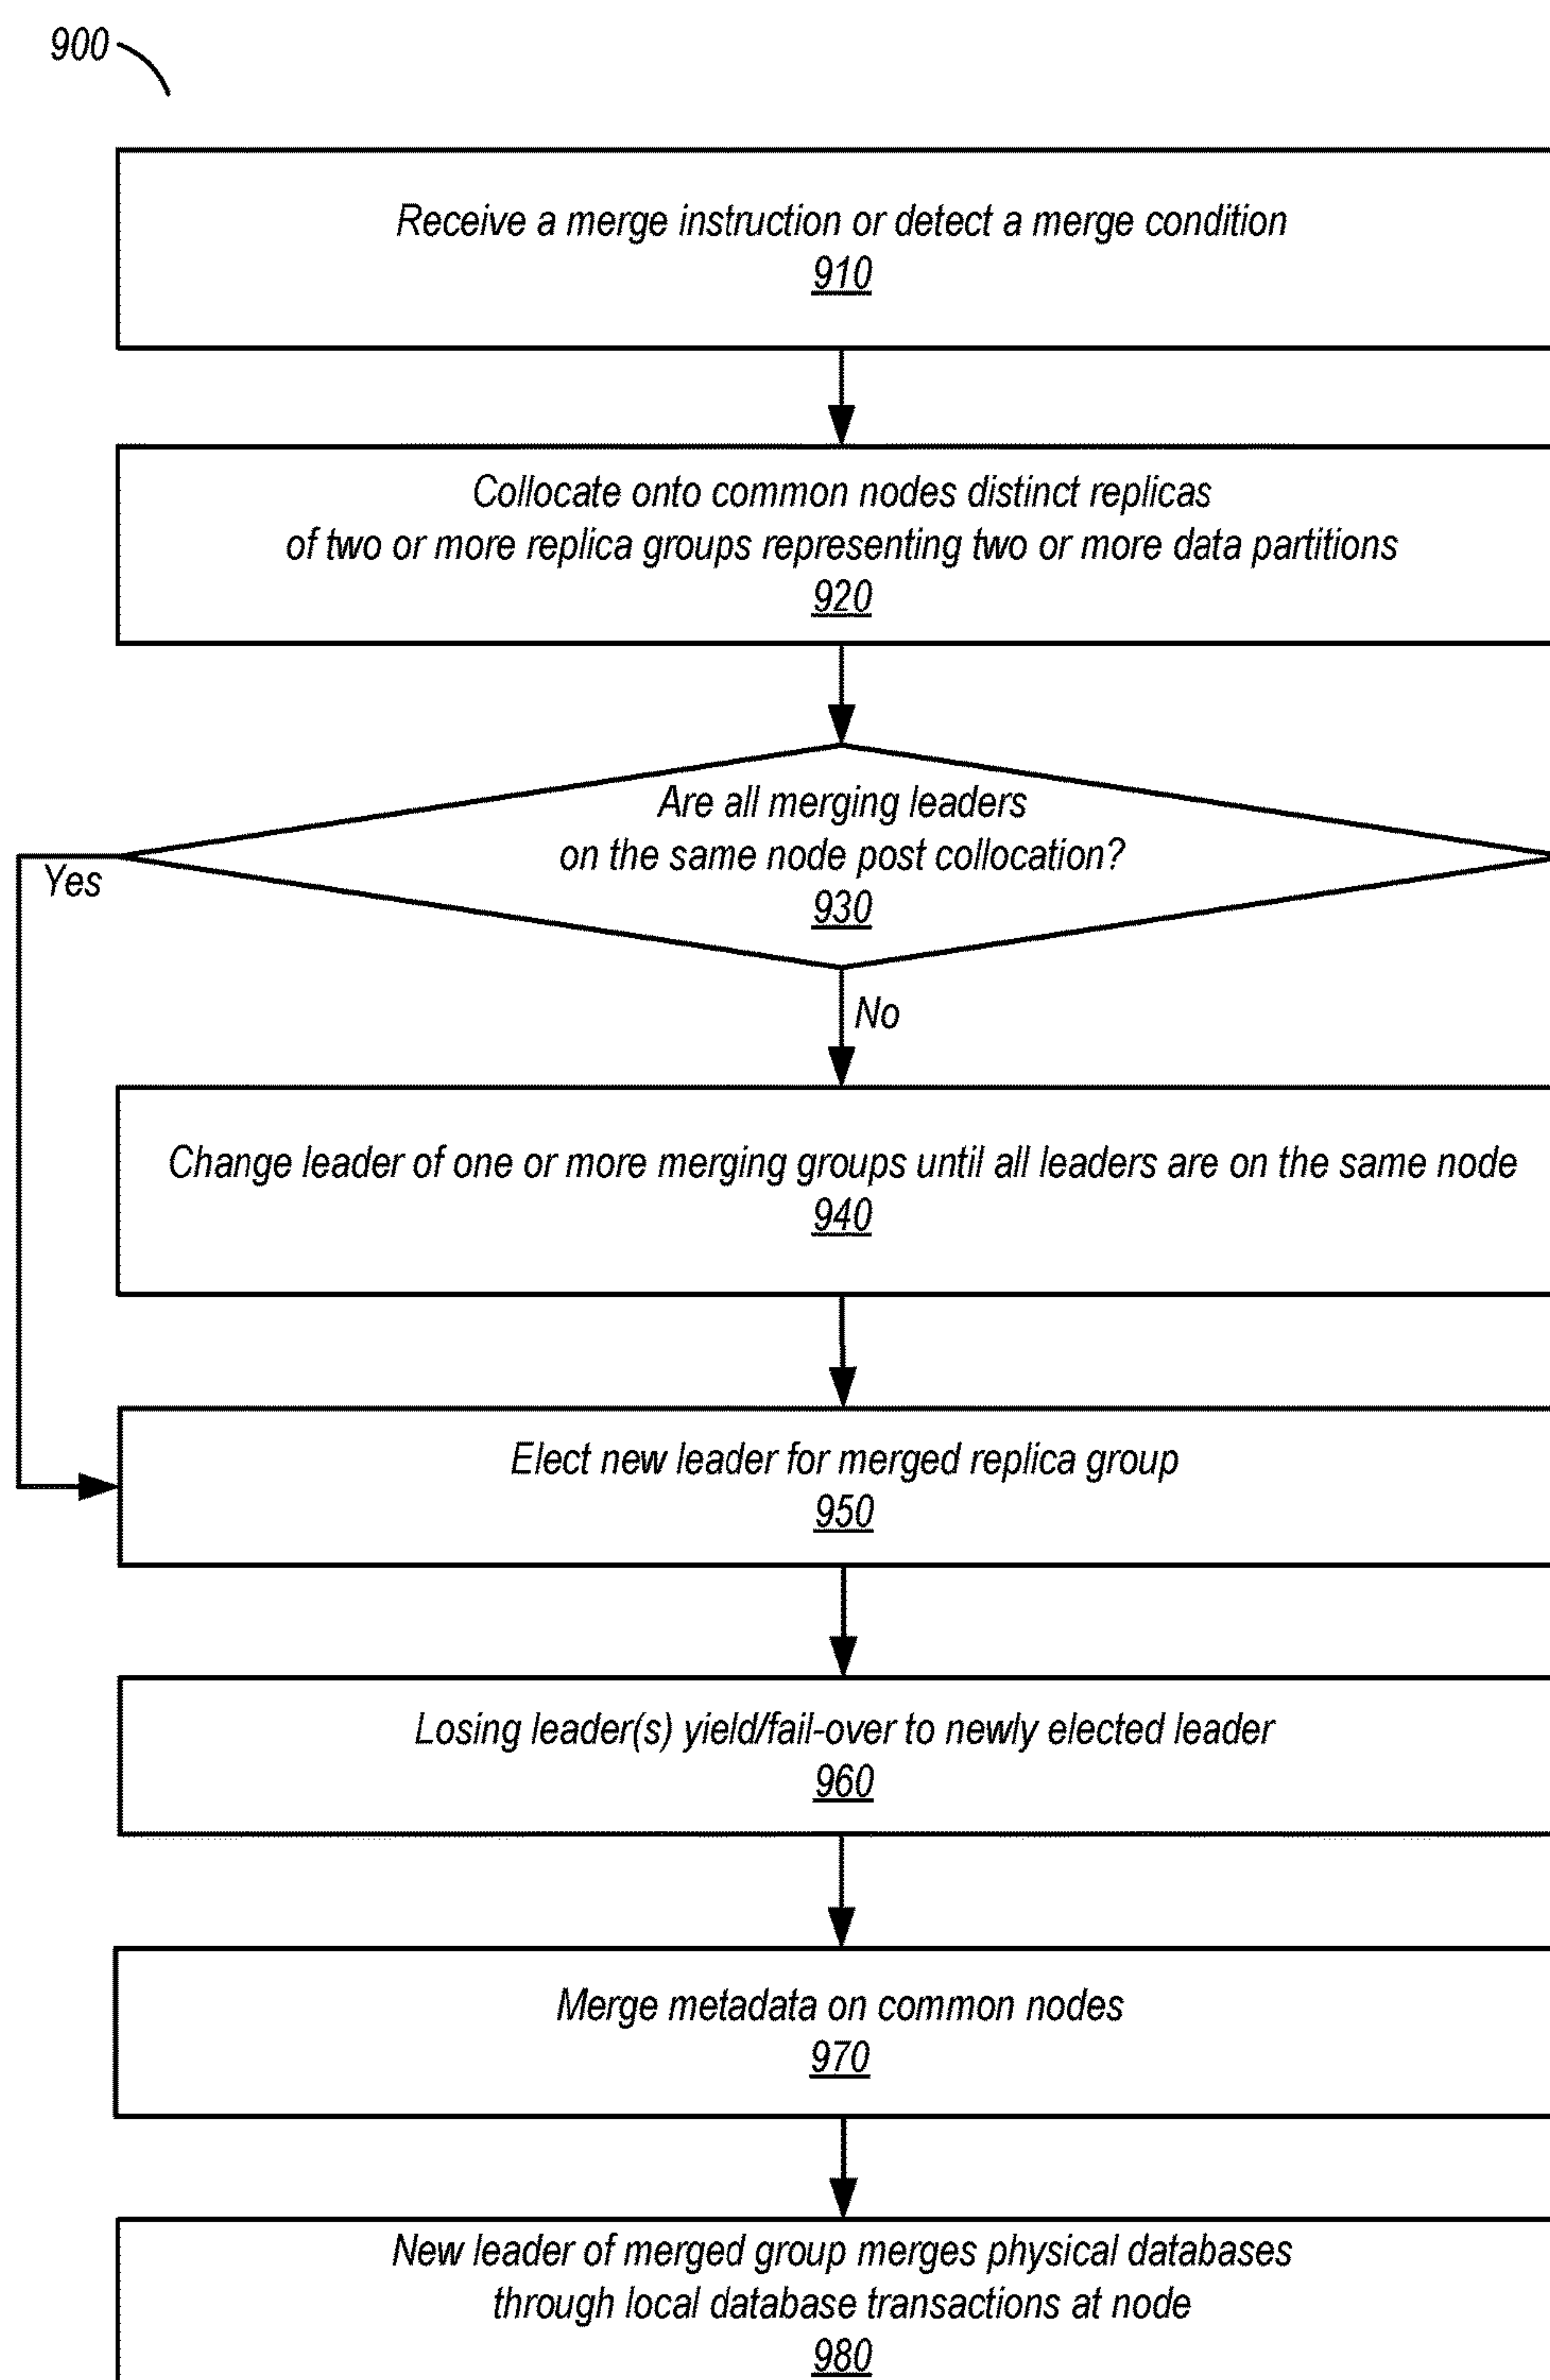 900
Receive a merge instruction or detect a merge condition
910
Collocate onto common nodes distinct replicas
of two or more replica groups representing two or more data partitions
920
Are all merging leaders
on the same node post collocation?
930
Yes
No
Change leader of one or more merging groups until all leaders are on the same node
940
Elect new leader for merged replica group
950
Losing leader(s) yield/fail-over to newly elected leader
960
Merge metadata on common nodes
970
New leader of merged group merges physical databases
through local database transactions at node
980